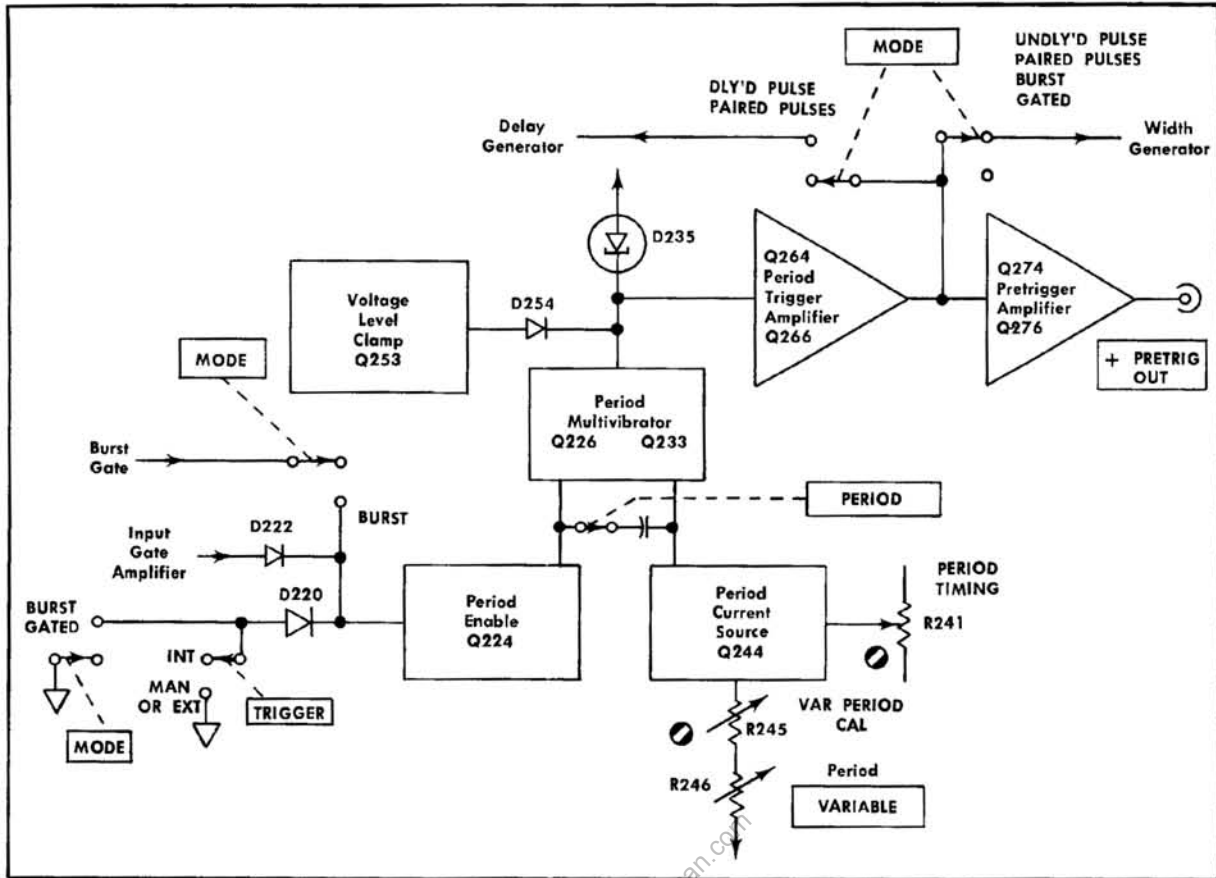 MODE
UNDLY'D PULSE
PAIRED PULSES
BURST
GATED
DLY'D PULSE
PAIRED PULSES
Delay
Generator
Width
Generator
D235
Voltage
Level
Clamp
Q253
D254
Q264
Period
Trigger
Amplifier
Q266
Q274
Pretrigger
Amplifier
Q276
+ PRETRIG
OUT
MODE
Period
Multivibrator
Q226 Q233
Burst
Gate
PERIOD
BURST
Input
Gate
Amplifier
D222
D220
BURST
GATED
INT
MAN
OR EXT
TRIGGER
MODE
Period
Enable
Q224
Period
Current
Source
Q244
PERIOD
TIMING
R241
VAR PERIOD
CAL
R245
R246
Period
VARIABLE
an.com